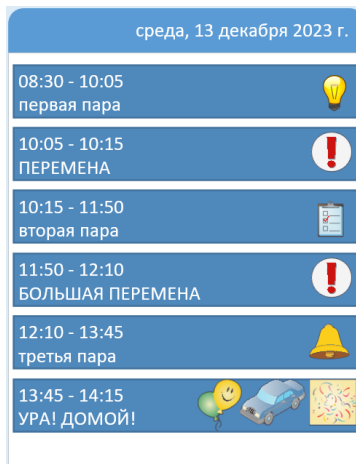 среда, 13 декабря 2023 г.
08:30 - 10:05
первая пара
10:05 - 10:15
ПЕРЕМЕНА
10:15 - 11:50
вторая пара
11:50 - 12:10
БОЛЬШАЯ ПЕРЕМЕНА
12:10 - 13:45
третья пара
13:45 - 14:15
УРА! ДОМОЙ!